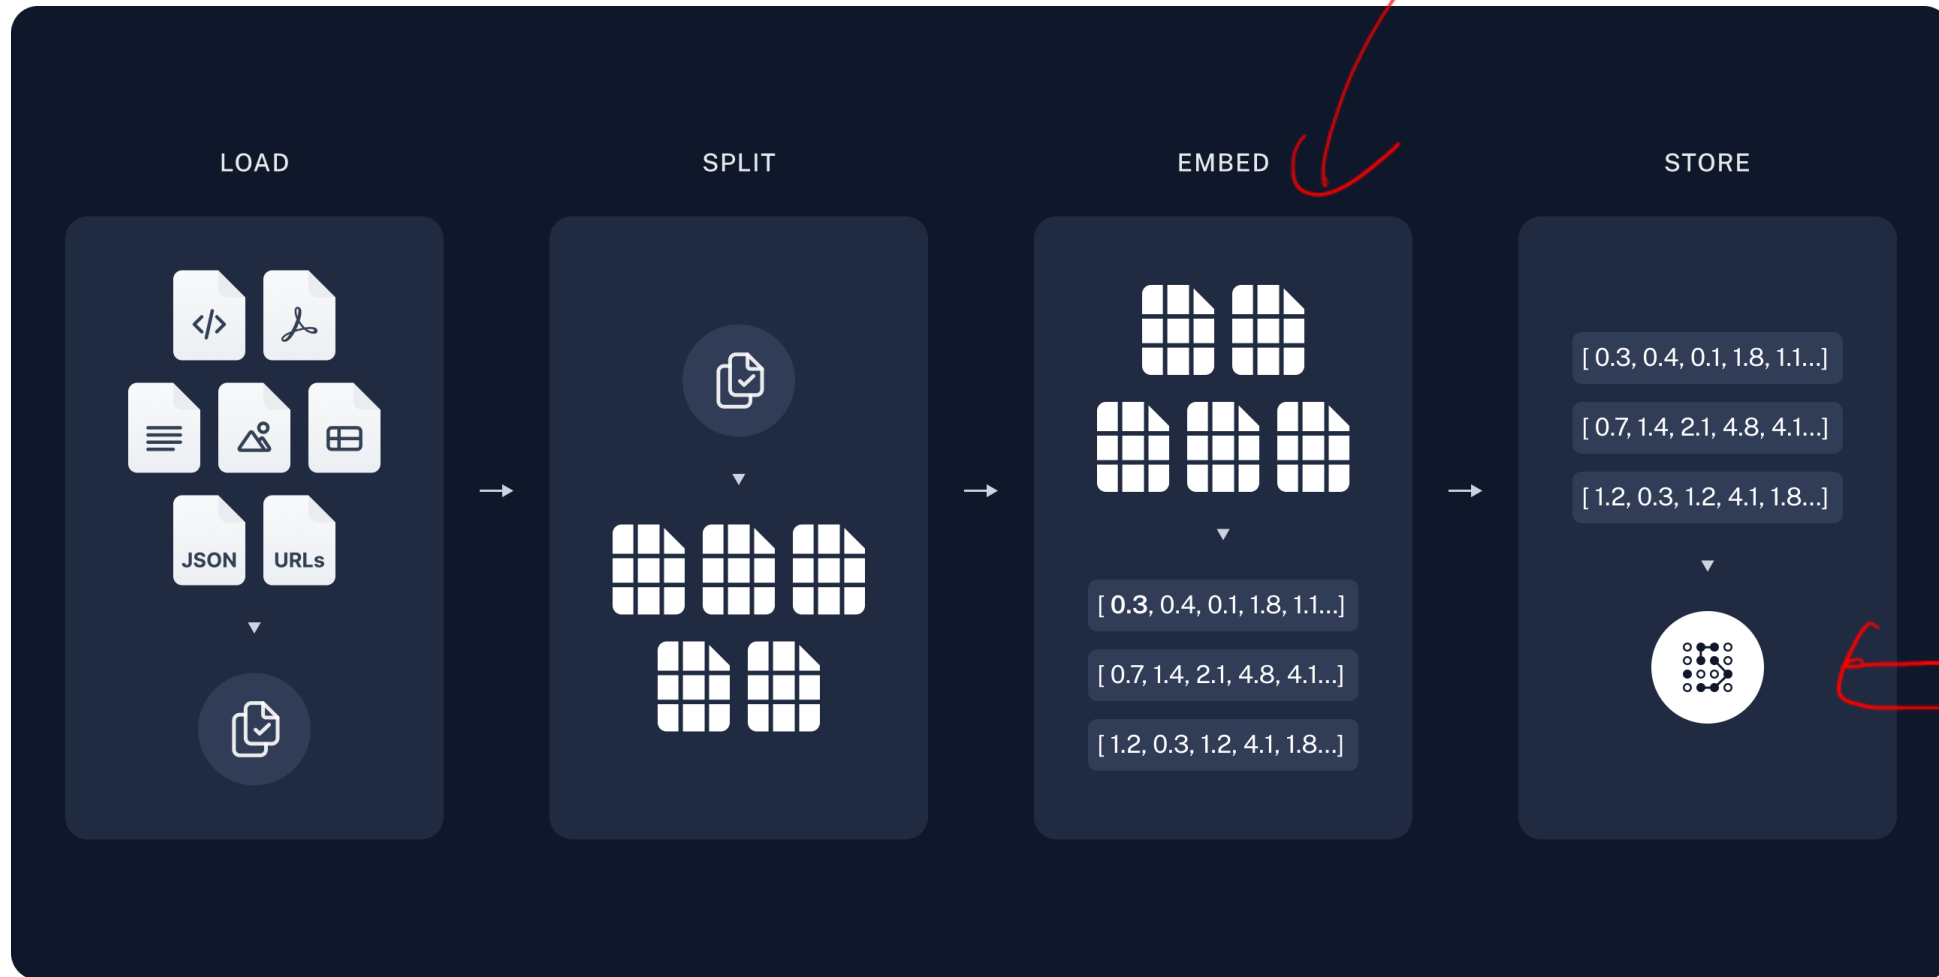 LOAD
SPLIT
EMBED
STORE
JSON
URLs
[ 0.3, 0.4, 0.1, 1.8, 1.1...]
[ 0.7, 1.4, 2.1, 4.8, 4.1...]
[ 1.2, 0.3, 1.2, 4.1, 1.8...]
[ 0.3, 0.4, 0.1, 1.8, 1.1...]
[ 0.7, 1.4, 2.1, 4.8, 4.1...]
[ 1.2, 0.3, 1.2, 4.1, 1.8...]